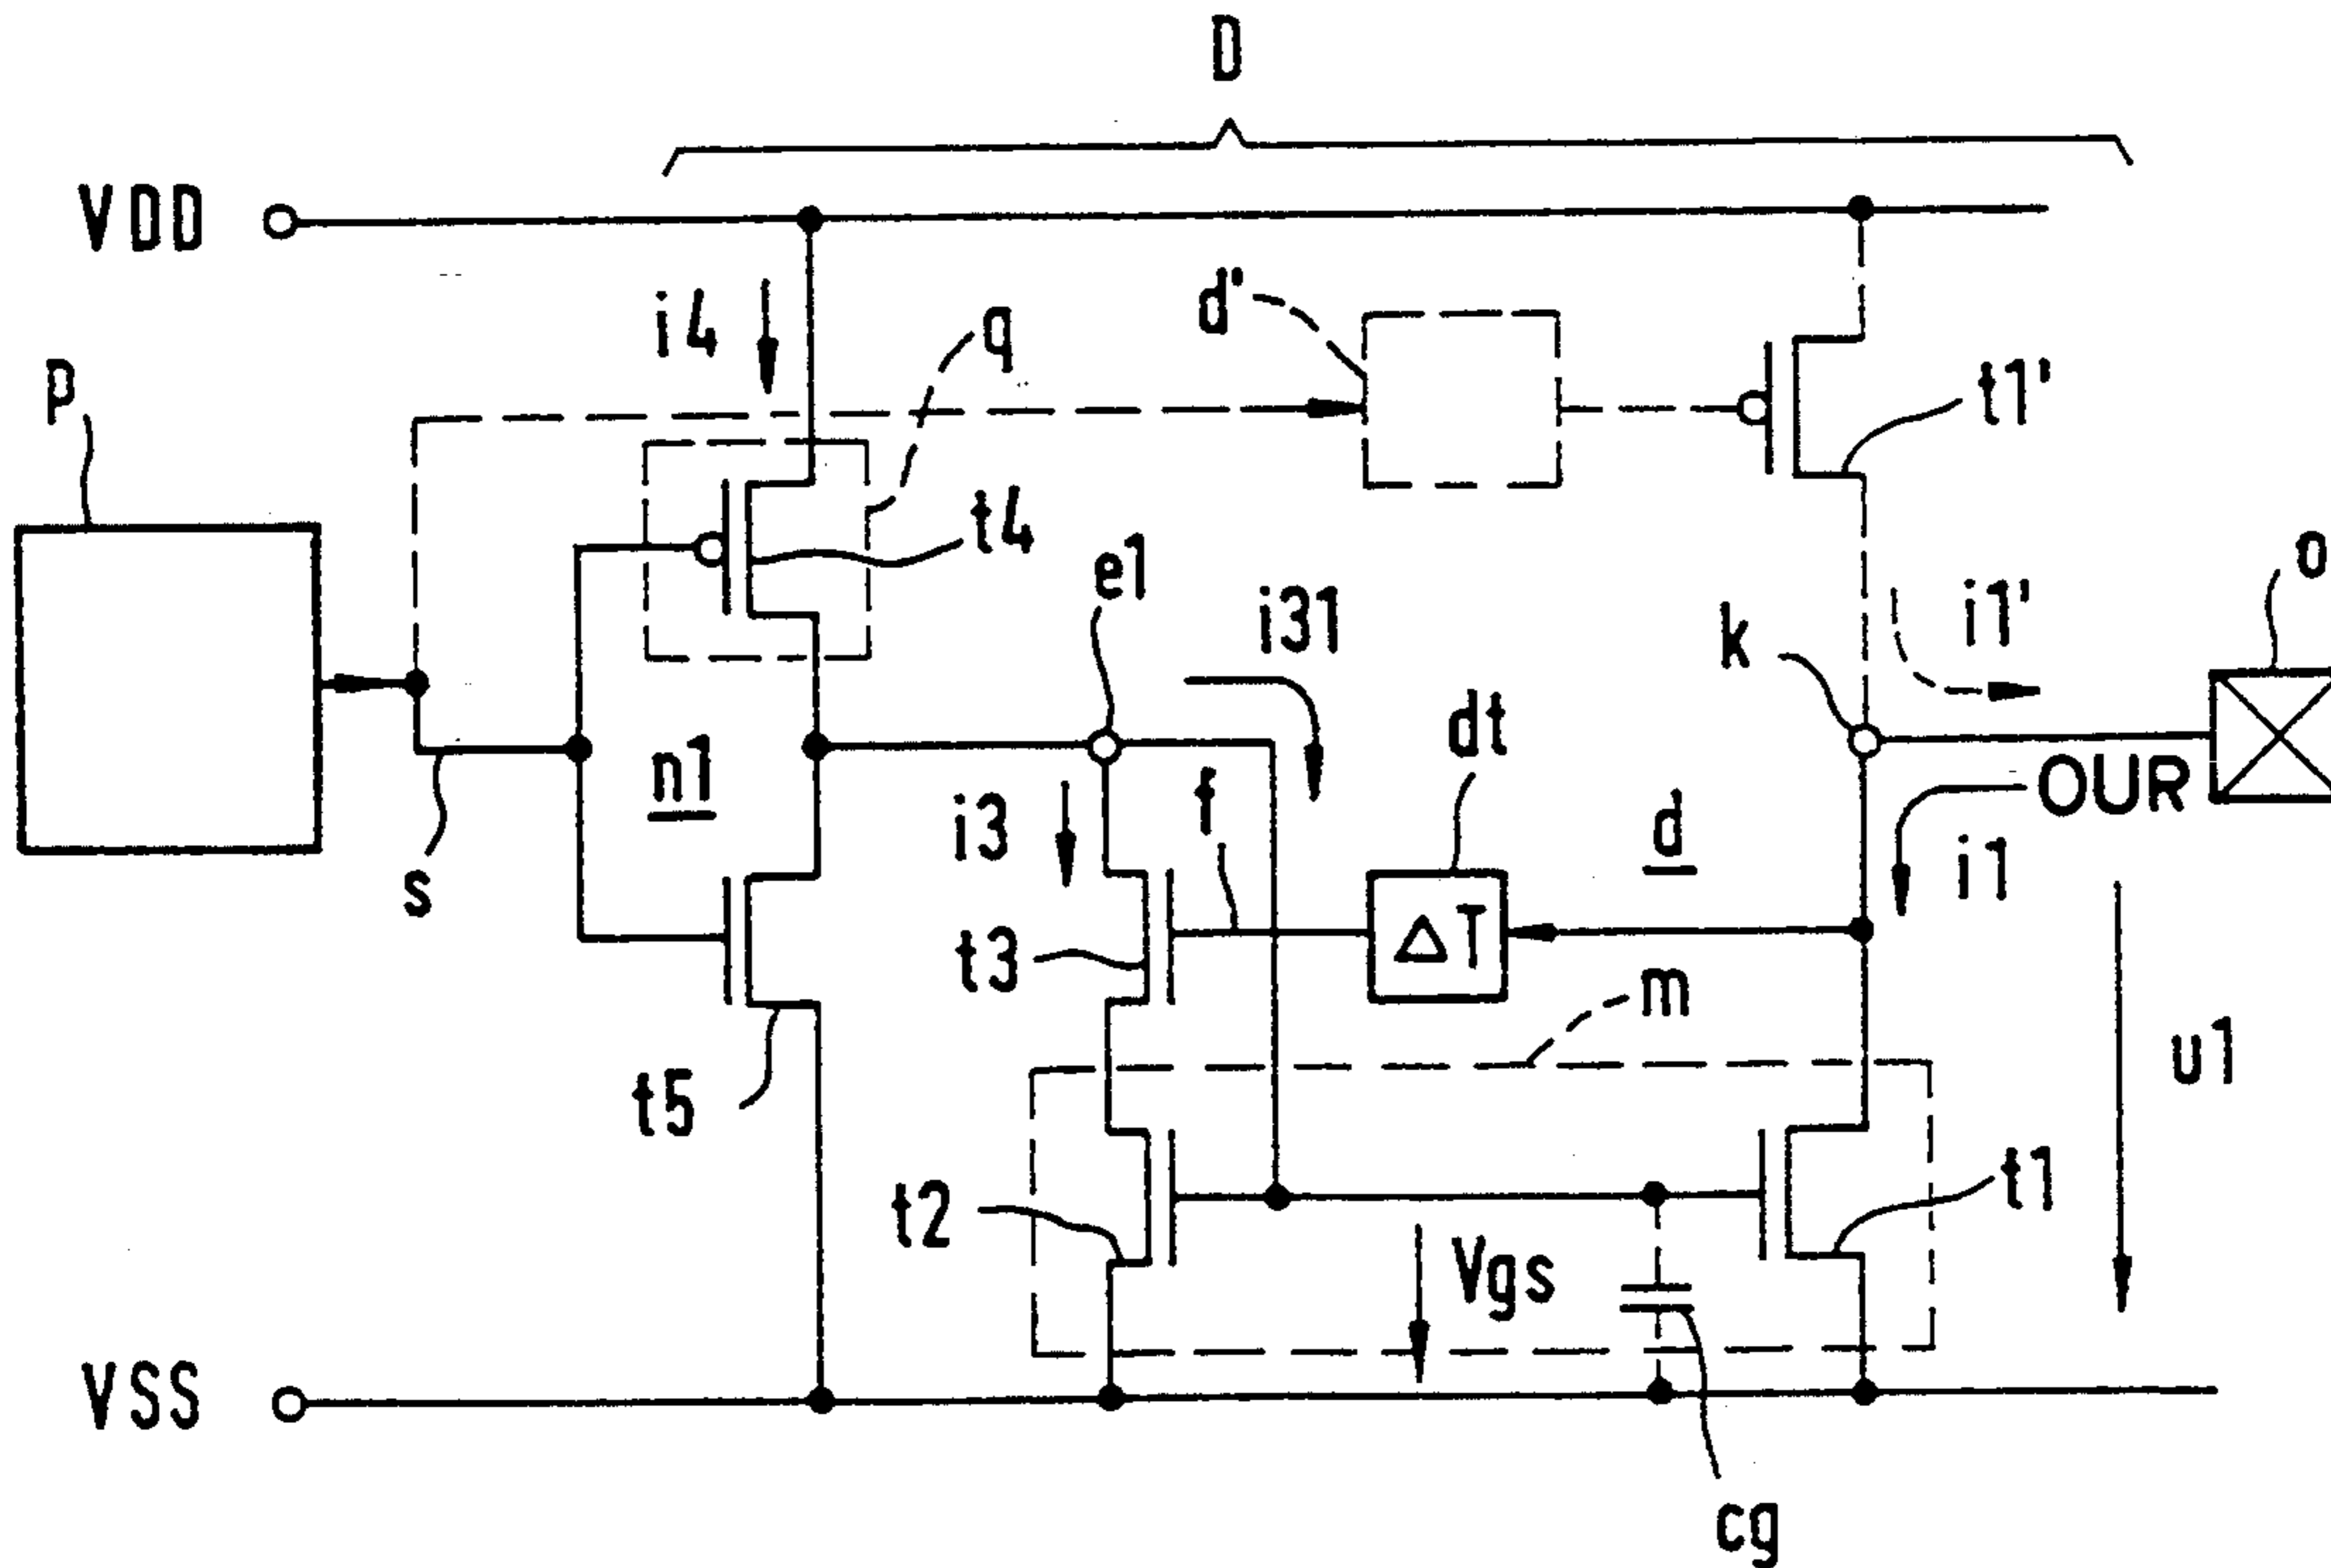 D
VDD
i4
q
d'
t1'
p
t4
e1
i31
k
i1'
o
n1
dt
OUR
s
i3
f
d
i1
t3
ΔT
m
u1
t5
t2
Vgs
t1
VSS
cg